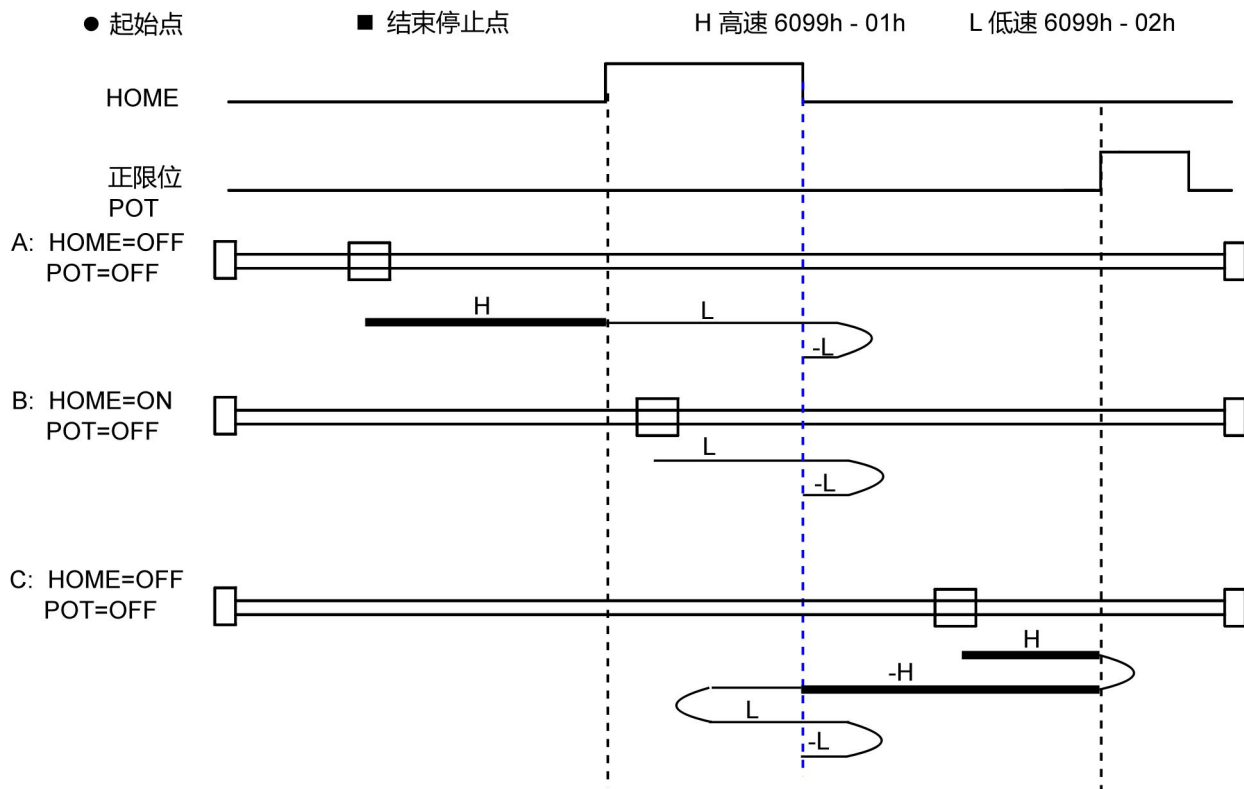 ● 起始点 ■ 结束停止点 H 高速 6099h - 01h L 低速 6099h - 02h
HOME
正限位
POT
A: HOME=OFF
POT=OFF
H L
-L
B: HOME=ON
POT=OFF
L
-L
C: HOME=OFF
POT=OFF
H
-H
L
-L